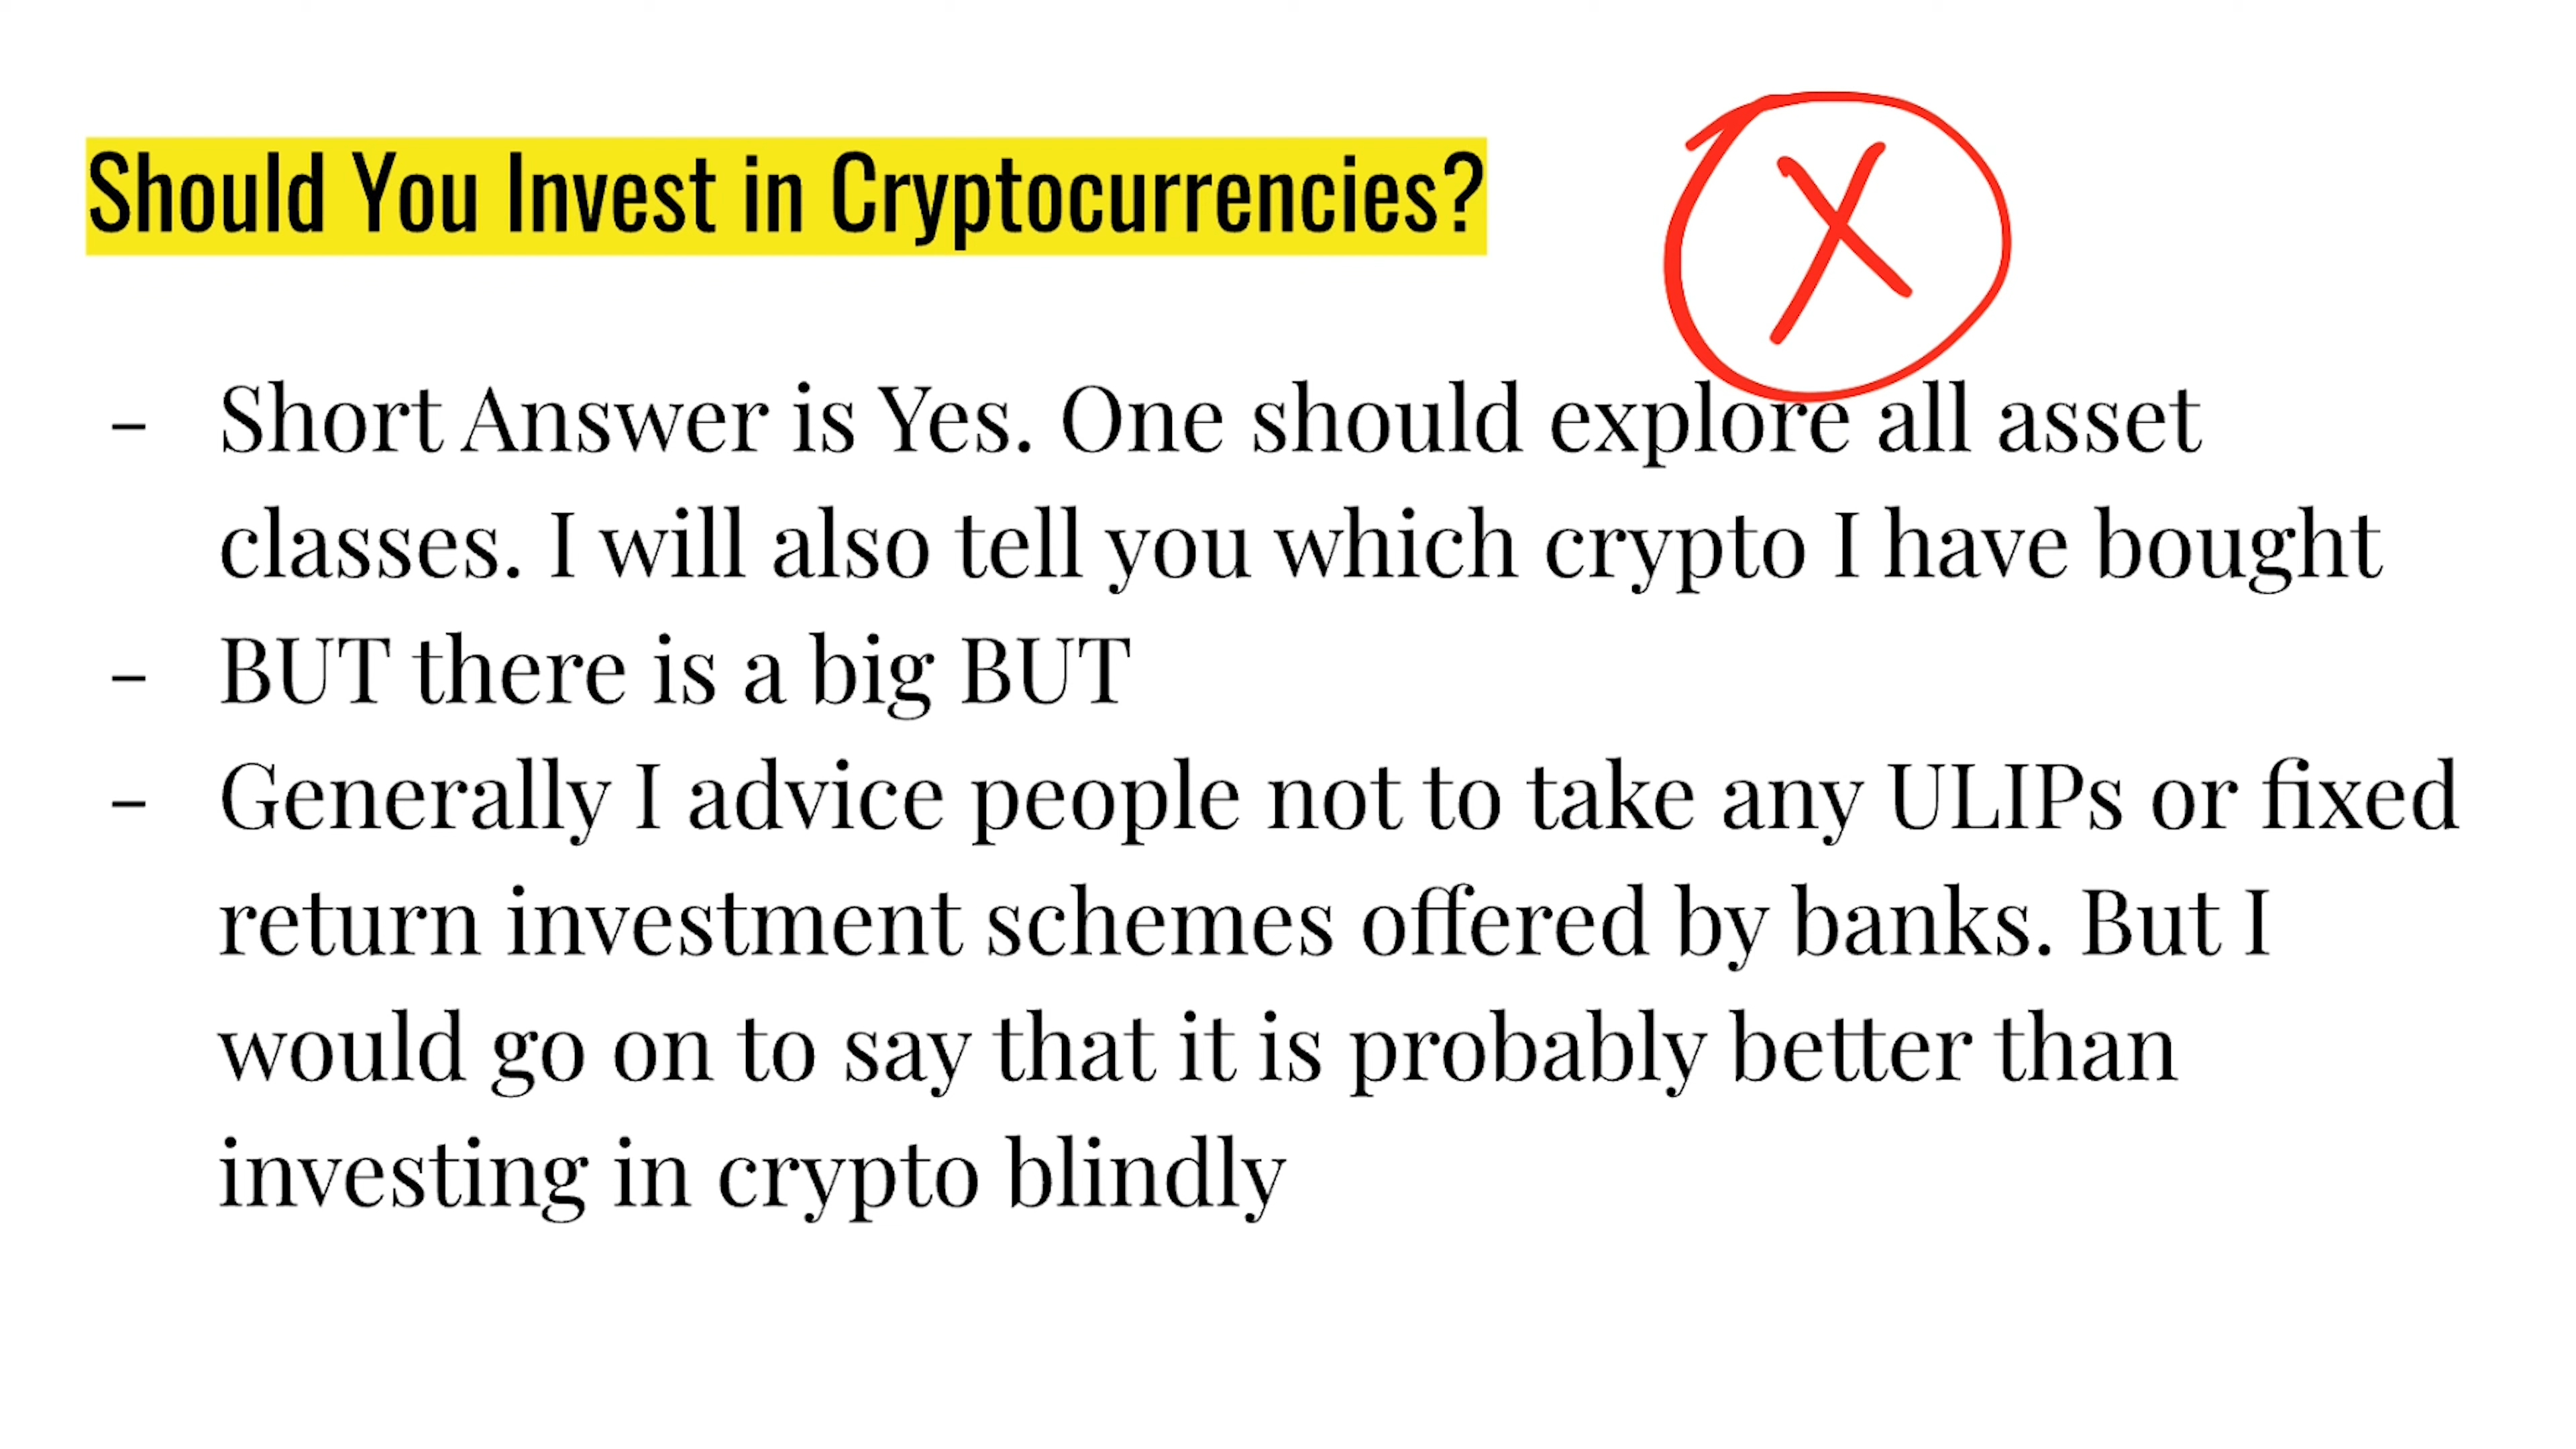 Should You Invest in Cryptocurrencies?
X
- Short Answer is Yes. One should explore all asset
classes. I will also tell you which crypto I have bought
- BUT there is a big BUT
- Generally I advice people not to take any ULIPs or fixed
return investment schemes offered by banks. But I
would go on to say that it is probably better than
investing in crypto blindly